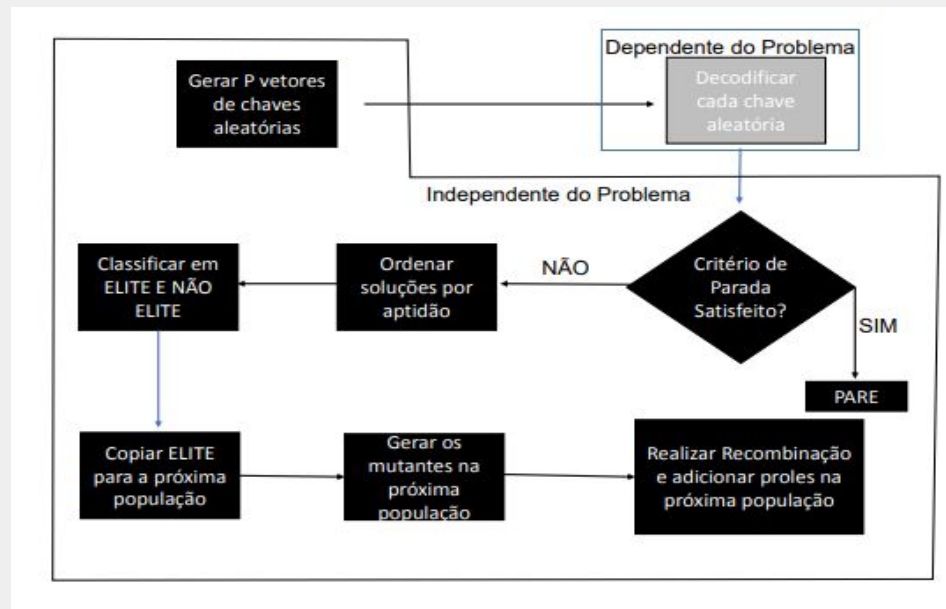 Gerar P vetores
de chaves
aleatórias
Dependente do Problema
Decodificar
cada chave
aleatória
Independente do Problema
Critério de
Parada
Satisfeito?
NÃO
SIM
PARE
Ordenar
soluções por
aptidão
Classificar em
ELITE E NÃO
ELITE
Copiar ELITE
para a próxima
população
Gerar os
mutantes na
próxima
população
Realizar Recombinação
e adicionar proles na
próxima população